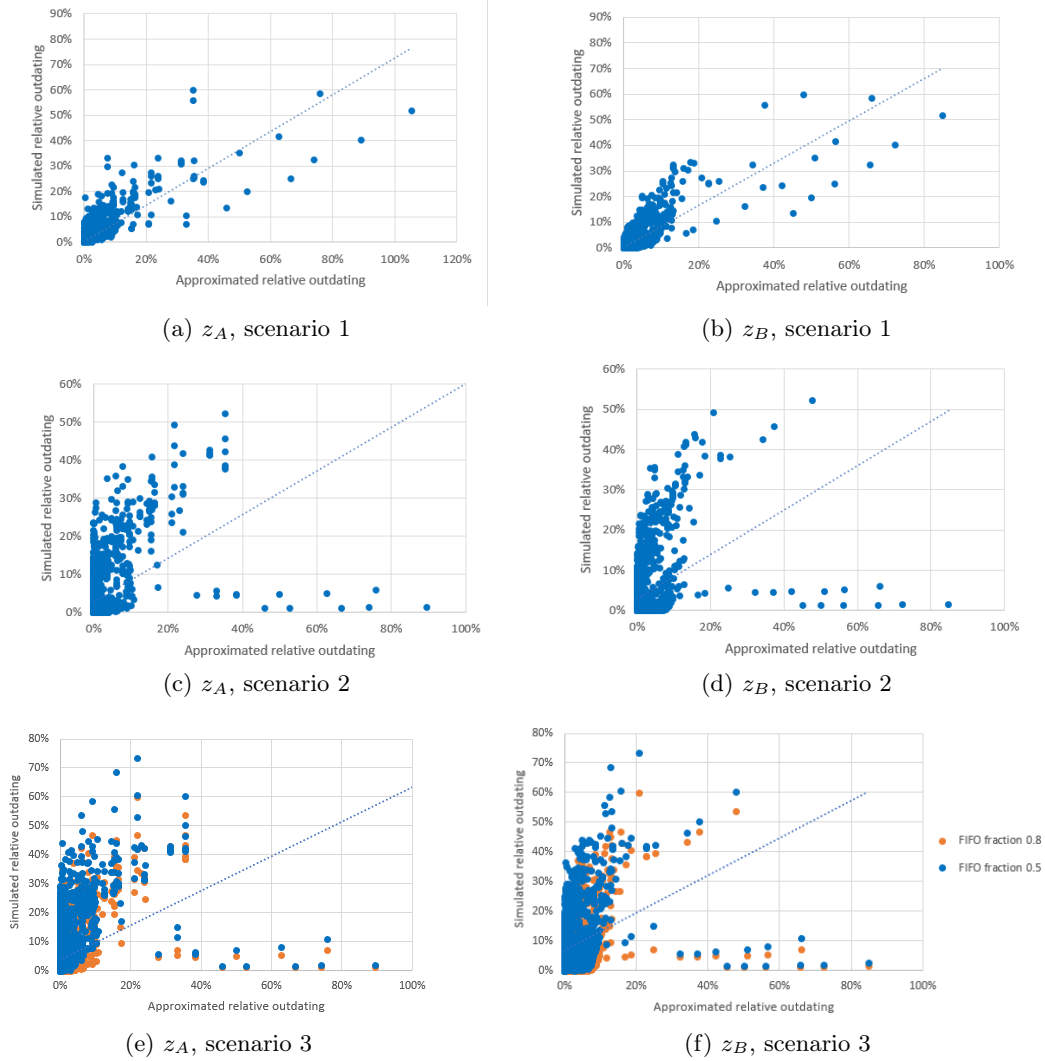 90%
80%
70%
60%
50%
40%
30%
20%
10%
0%
Simulated relative outdating
0% 20% 40% 60% 80% 100% 120%
Approximated relative outdating
(a) z_A, scenario 1
90%
80%
70%
60%
50%
40%
30%
20%
10%
0%
Simulated relative outdating
0% 20% 40% 60% 80% 100%
Approximated relative outdating
(b) z_B, scenario 1
60%
50%
40%
30%
20%
10%
0%
Simulated relative outdating
0% 20% 40% 60% 80% 100%
Approximated relative outdating
(c) z_A, scenario 2
60%
50%
40%
30%
20%
10%
0%
Simulated relative outdating
0% 20% 40% 60% 80% 100%
Approximated relative outdating
(d) z_B, scenario 2
80%
70%
60%
50%
40%
30%
20%
10%
0%
Simulated relative outdating
0% 20% 40% 60% 80% 100%
Approximated relative outdating
(e) z_A, scenario 3
80%
70%
60%
50%
40%
30%
20%
10%
0%
Simulated relative outdating
0% 20% 40% 60% 80% 100%
Approximated relative outdating
FIFO fraction 0.8
FIFO fraction 0.5
(f) z_B, scenario 3